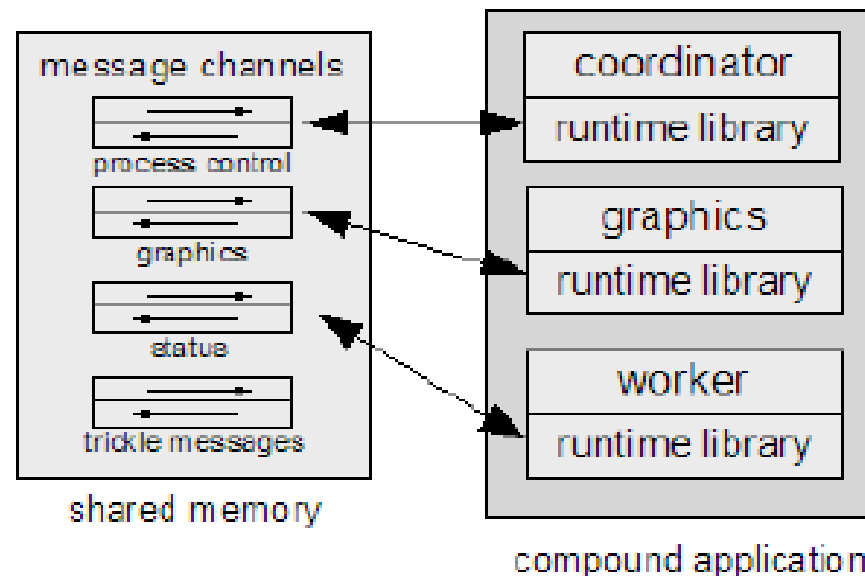 message channels
process control
graphics
status
trickle messages
shared memory
coordinator
runtime library
graphics
runtime library
worker
runtime library
compound application